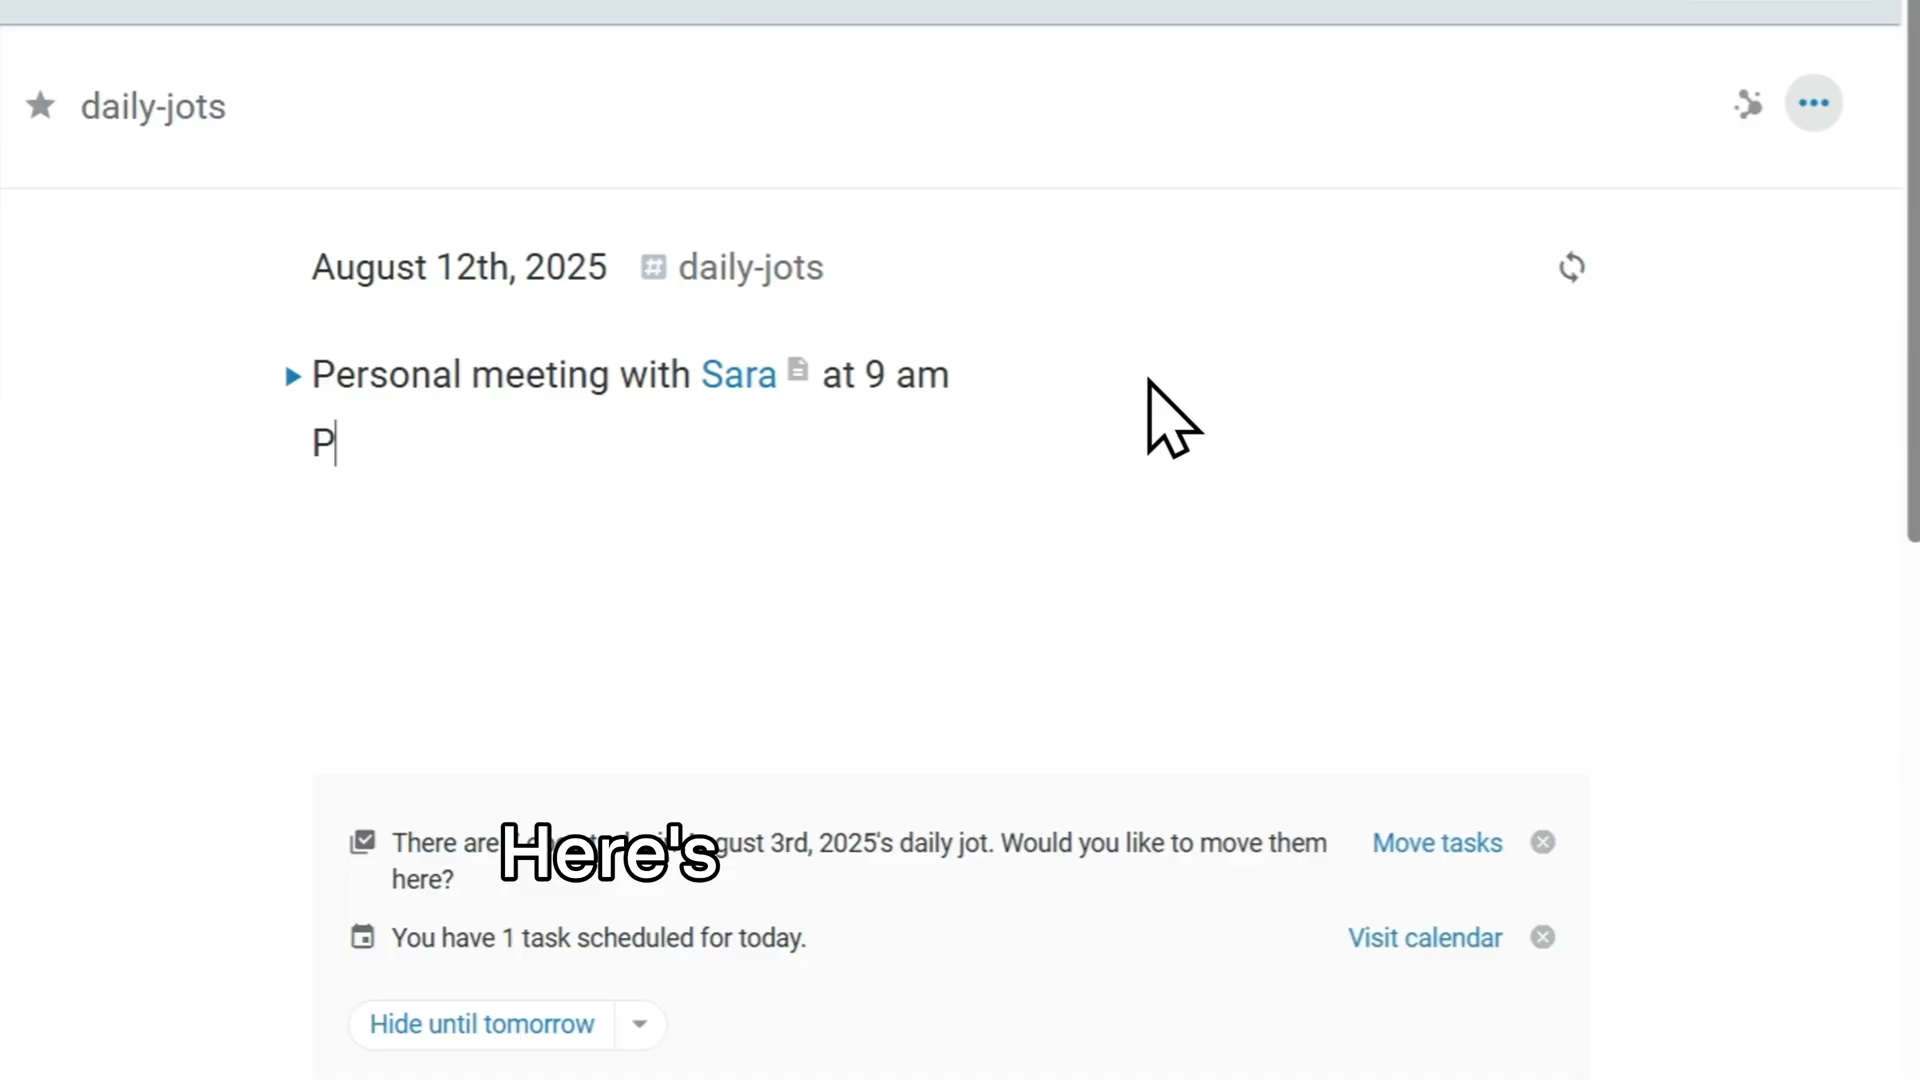 daily-jots
August 12th, 2025 # daily-jots
Personal meeting with Sara at 9 am
P
There are gust 3rd, 2025's daily jot. Would you like to move them
here?
Move tasks
Here's
You have 1 task scheduled for today.
Visit calendar
Hide until tomorrow